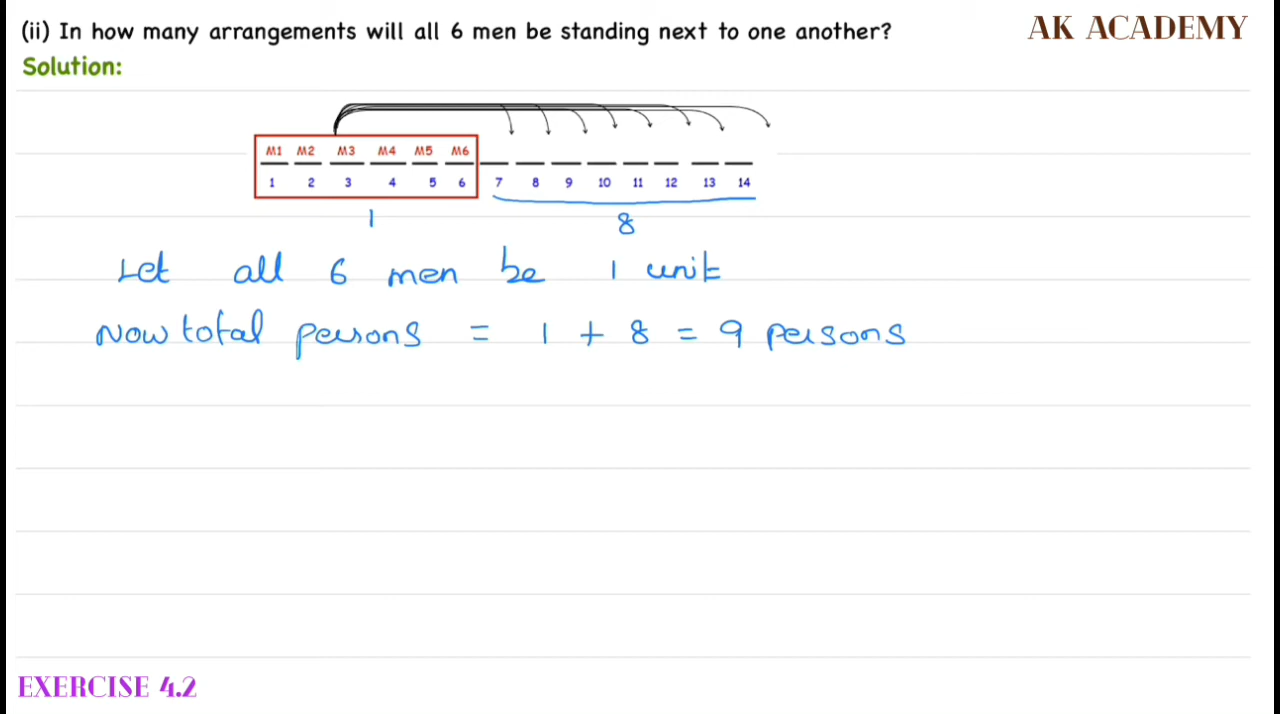 (ii) In how many arrangements will all 6 men be standing next to one another?
AK ACADEMY
Solution:
M1 M2 M3 M4 M5 M6
1 2 3 4 5 6 7 8 9 10 11 12 13 14
1 8
Let all 6 men be 1 unit
Now total persons = 1 + 8 = 9 persons
EXERCISE 4.2